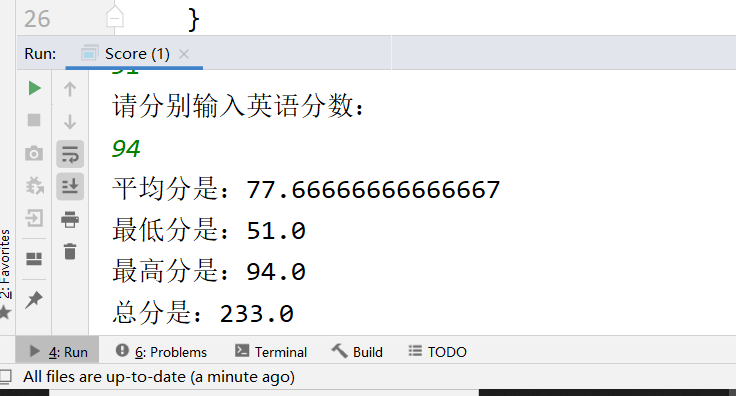 26 }
Run: Score (1)
请分别输入英语分数:
94
平均分是：77.66666666666667
最低分是：51.0
最高分是：94.0
总分是：233.0
2: Favorites
4: Run 6: Problems Terminal Build TODO
All files are up-to-date (a minute ago)